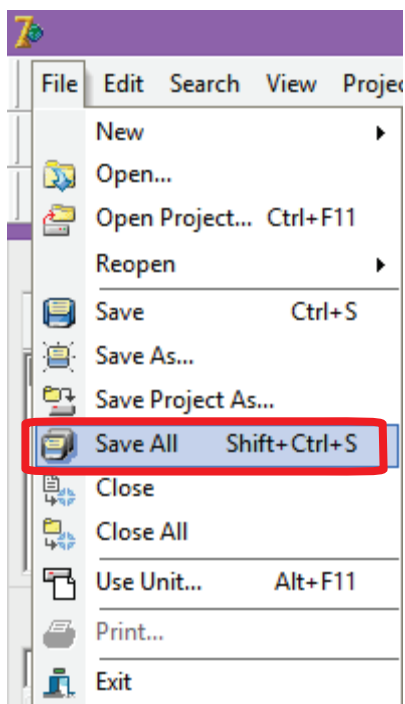 7
File Edit Search View Projec
New
Open...
Open Project... Ctrl+F11
Reopen
Save Ctrl+S
Save As...
Save Project As...
Save All Shift+Ctrl+S
Close
Close All
Use Unit... Alt+F11
Print...
Exit